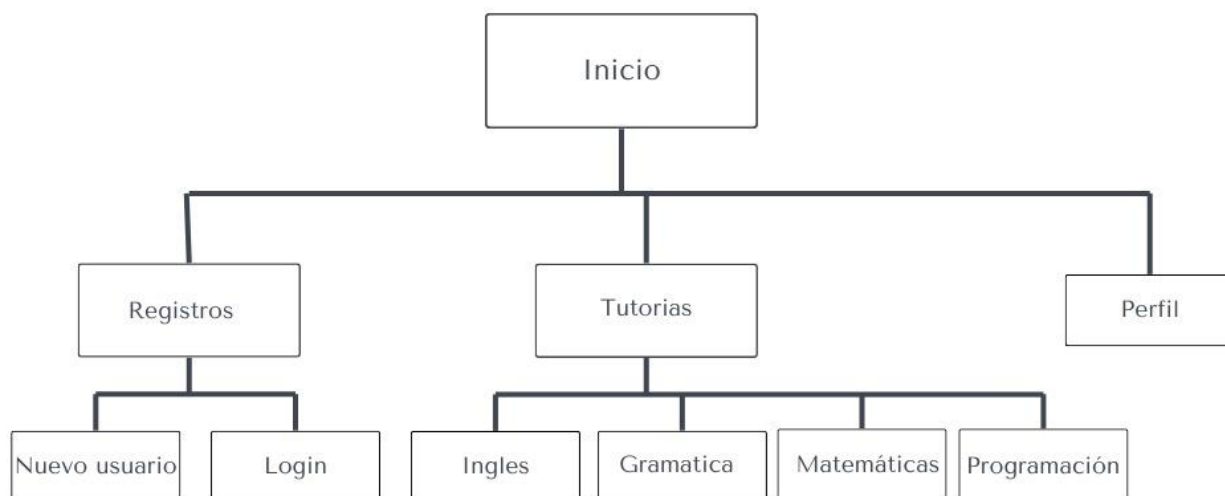 Inicio
Registros
Tutorias
Perfil
Nuevo usuario
Login
Ingles
Gramatica
Matemáticas
Programación